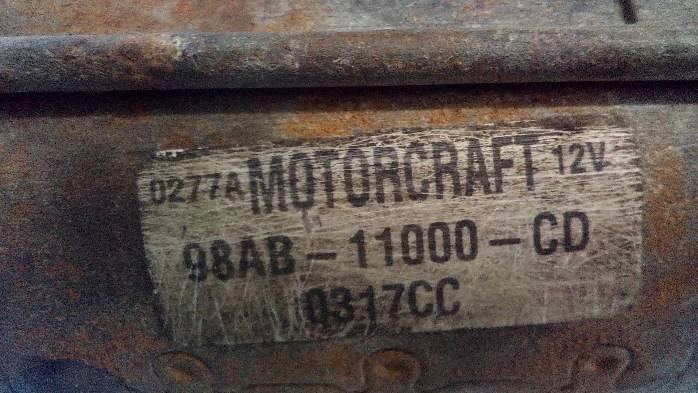 0277A MOTORCRAFT 12V
98AB-11000-CD
0317CC